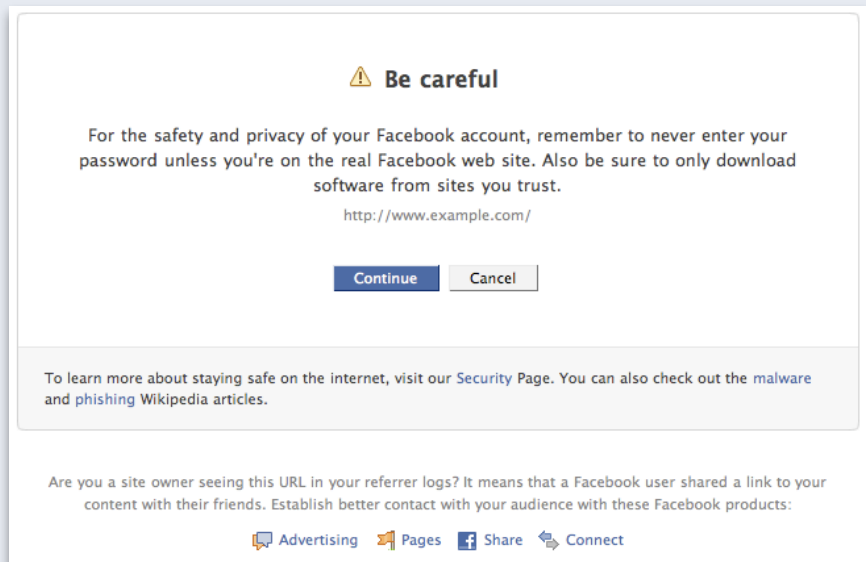 Be careful
For the safety and privacy of your Facebook account, remember to never enter your
password unless you're on the real Facebook web site. Also be sure to only download
software from sites you trust.
http://www.example.com/
Continue Cancel
To learn more about staying safe on the internet, visit our Security Page. You can also check out the malware
and phishing Wikipedia articles.
Are you a site owner seeing this URL in your referrer logs? It means that a Facebook user shared a link to your
content with their friends. Establish better contact with your audience with these Facebook products:
Advertising Pages Share Connect